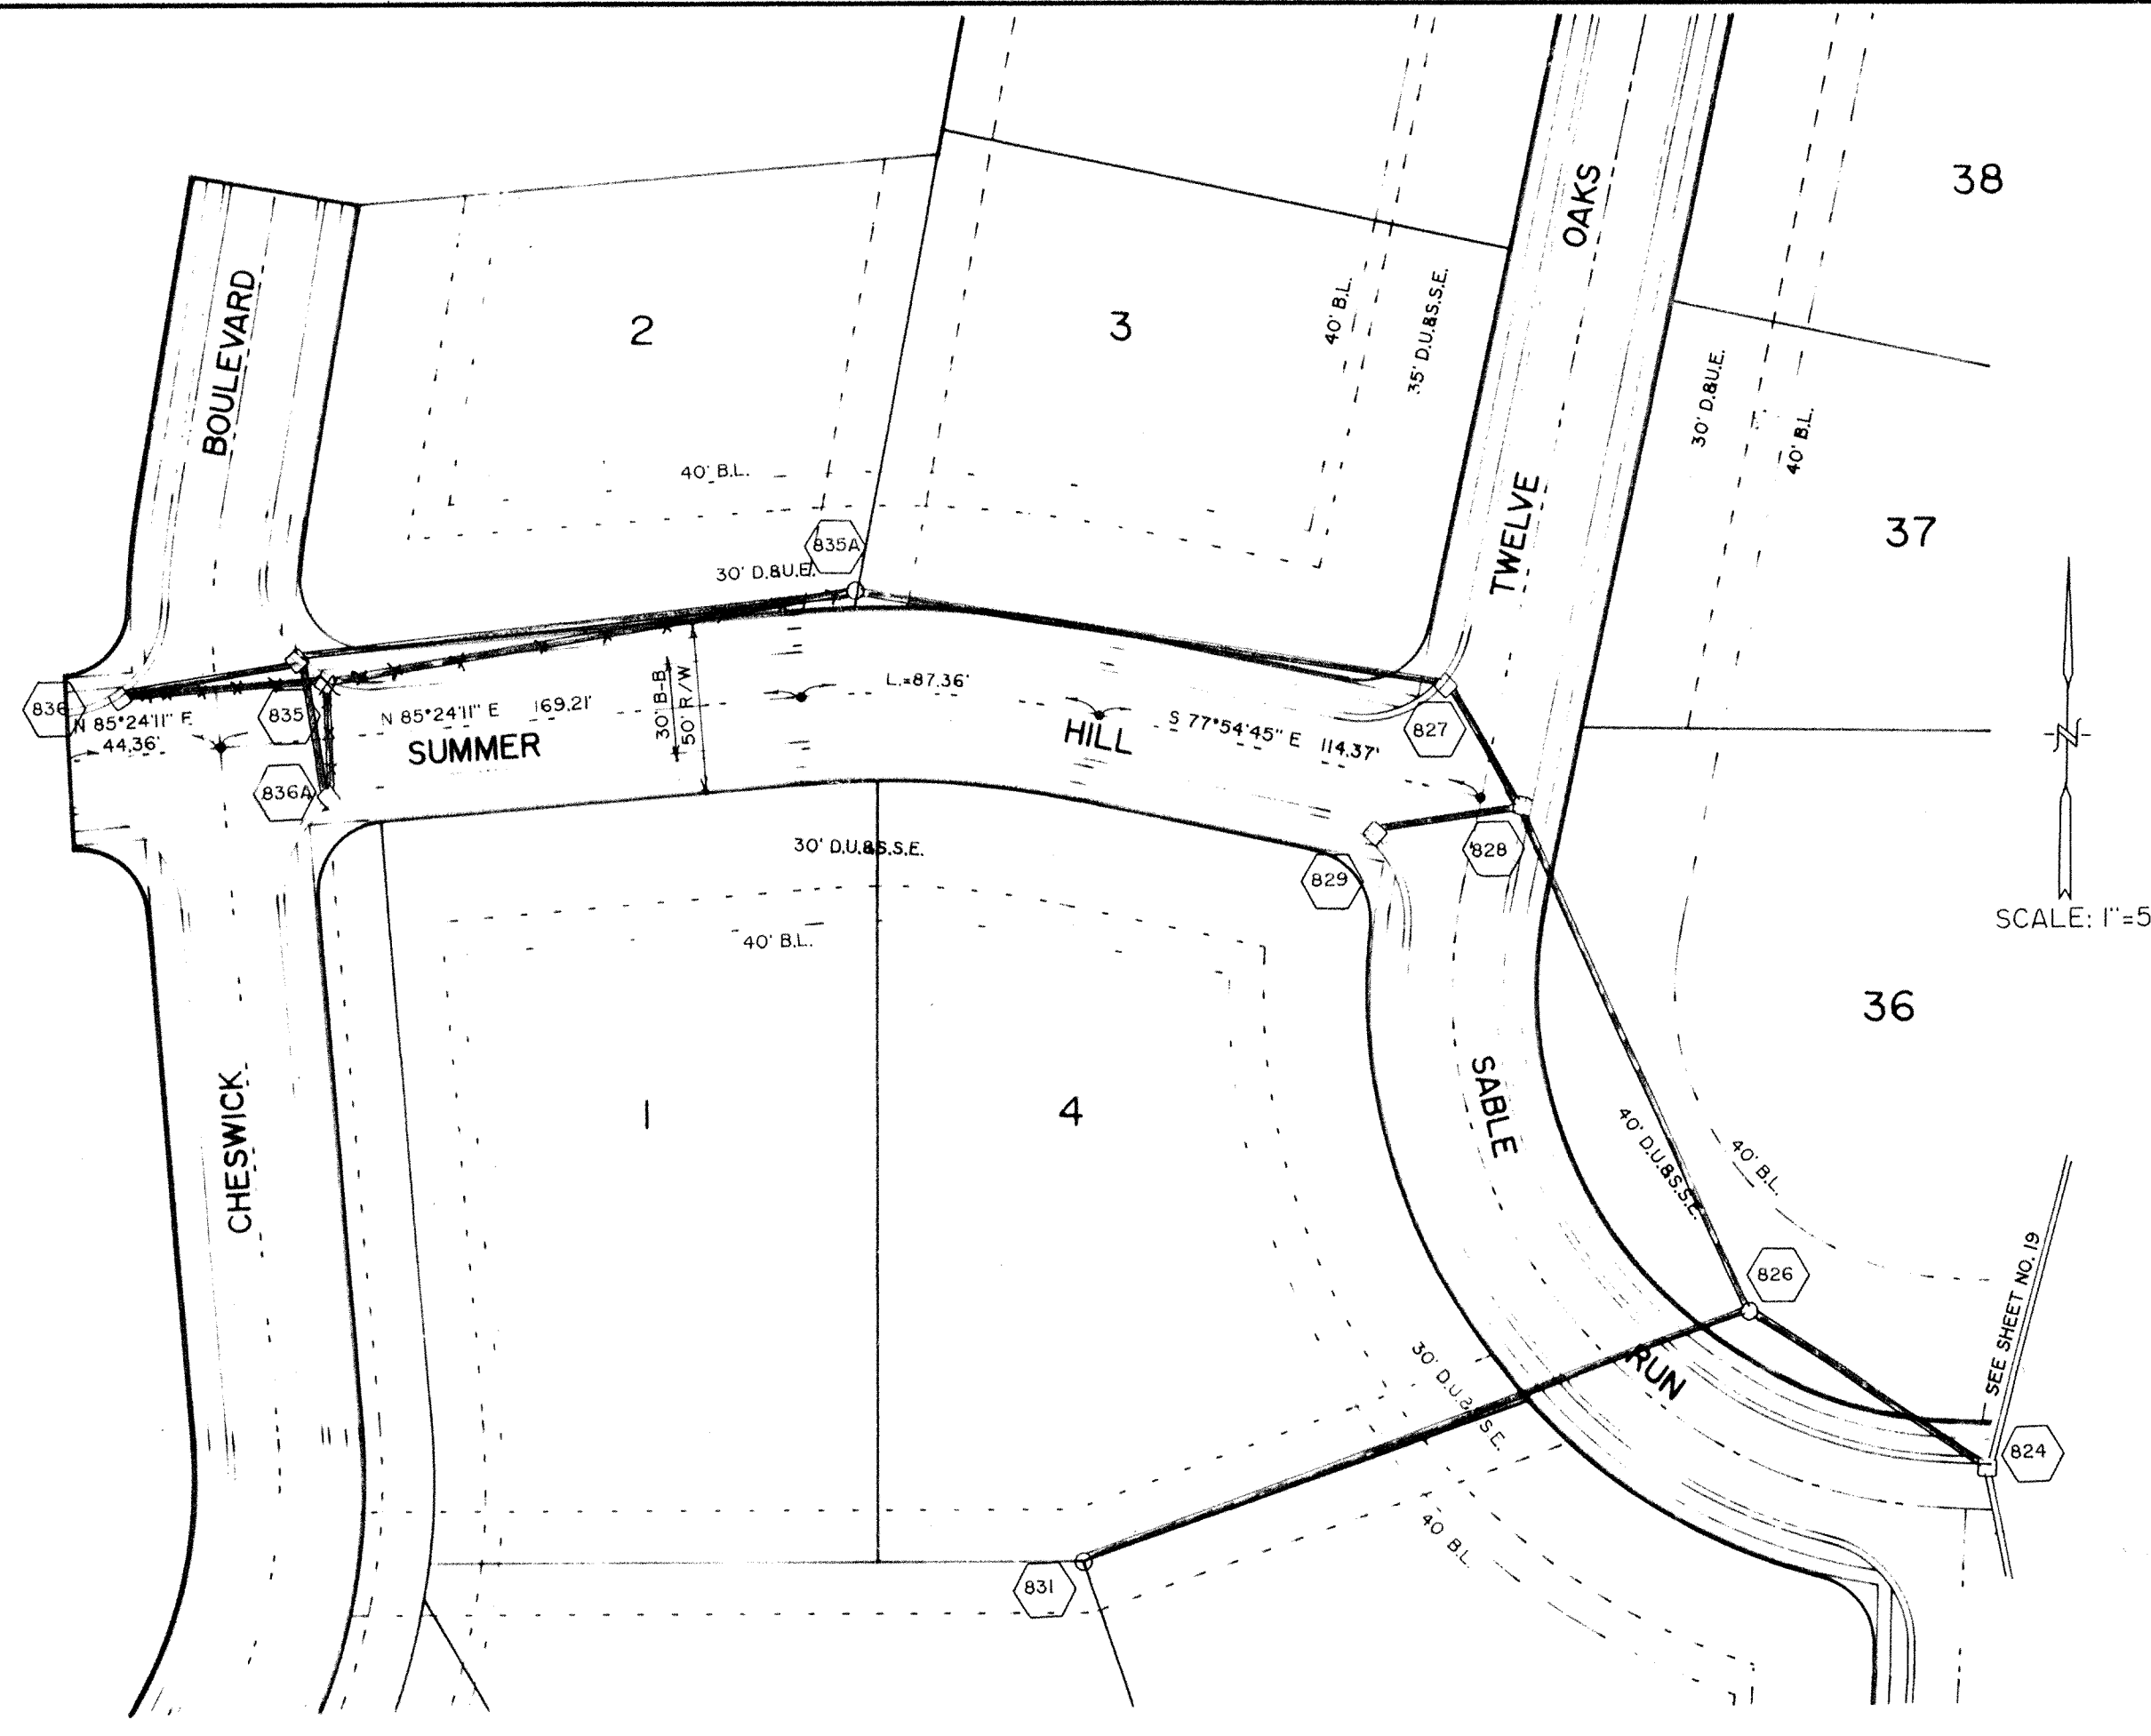 38
OAKS
BOULEVARD
2
3
40' B.L.
35' D.U.&S.S.E.
30' D.&U.E.
40' B.L.
40' B.L.
TWELVE
37
835A
30' D.&U.E.
836
N 85°24'11" E
44.36'
835
N 85°24'11" E 169.21'
SUMMER
30' B-B
50' R/W
L.=87.36'
HILL
S 77°54'45" E 114.37'
827
836A
30' D.U.&S.S.E.
828
829
SCALE: 1"=5
40' B.L.
36
CHESWICK
1
4
SABLE
40' D.U.&S.S.E.
40' B.L.
826
SEE SHEET NO. 19
RUN
30' D.U.& S.E.
824
40 B.L.
831